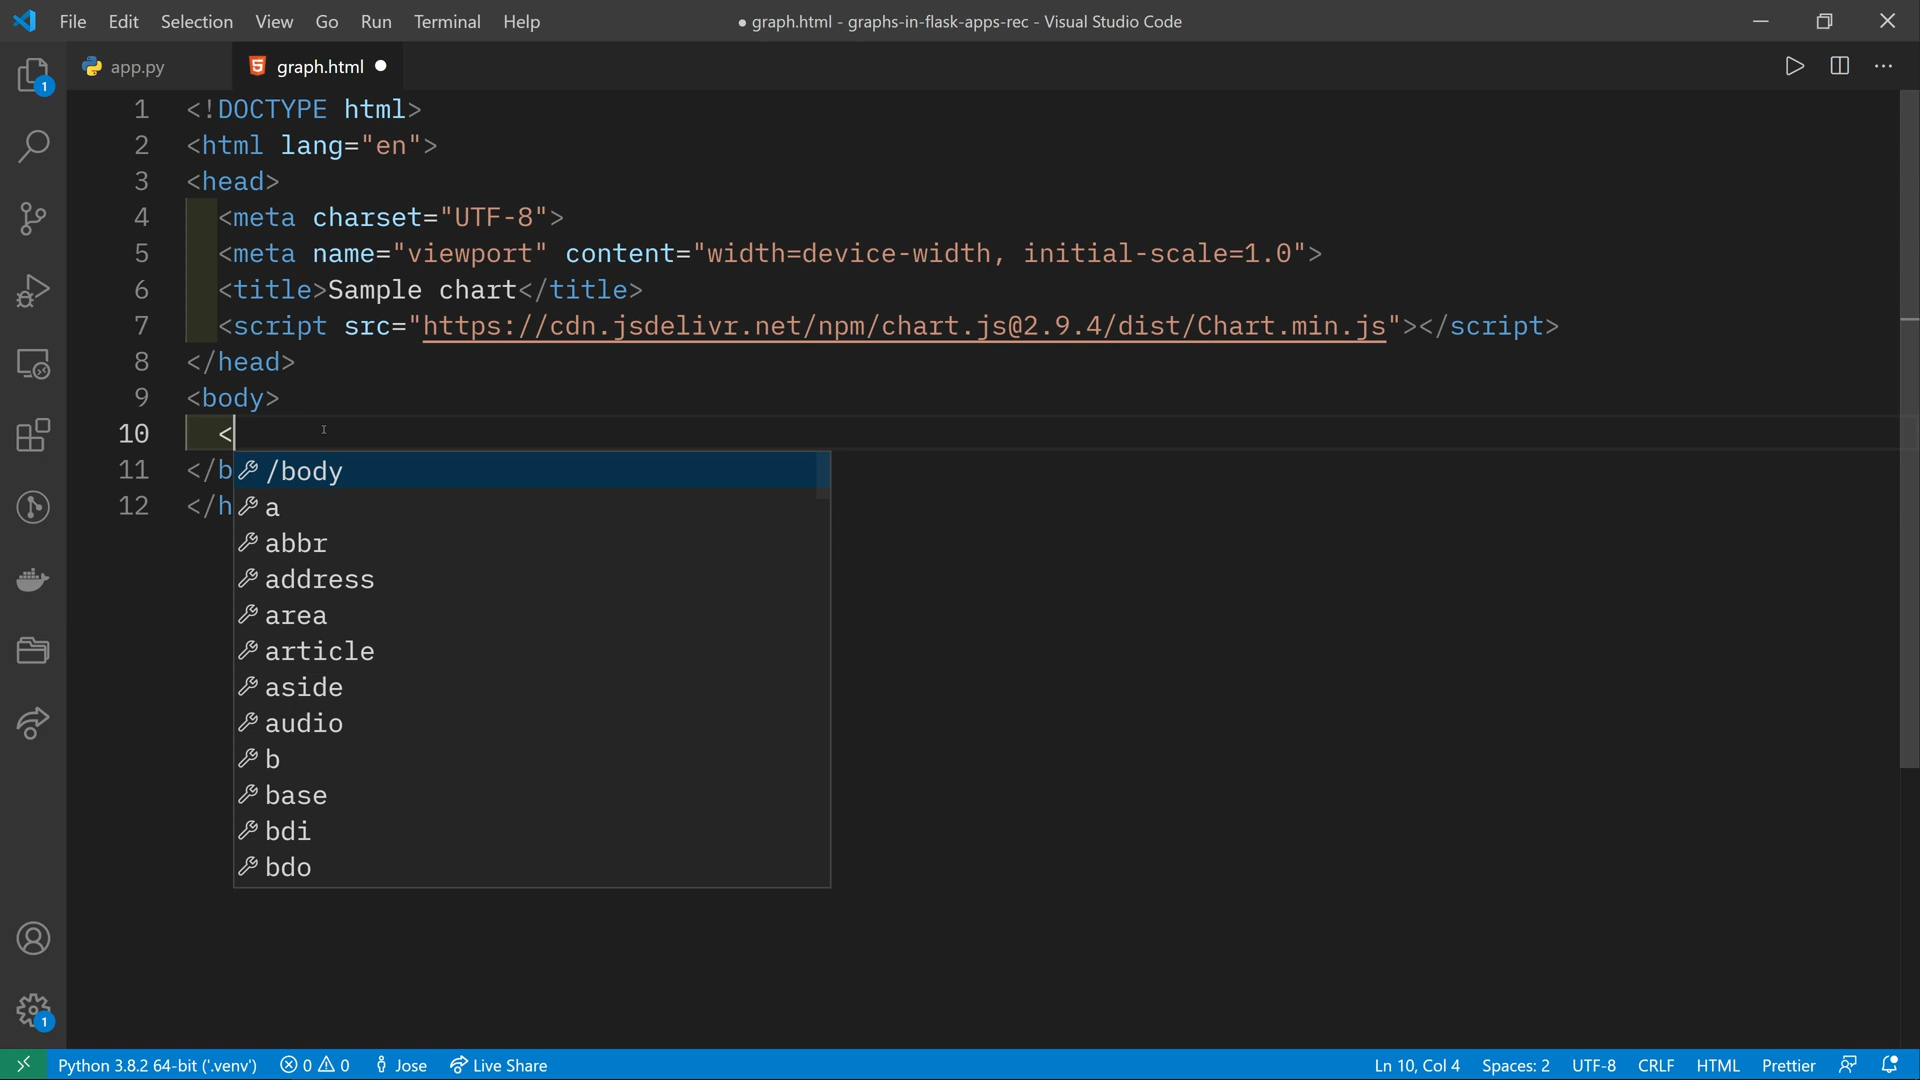 File Edit Selection View Go Run Terminal Help ● graph.html - graphs-in-flask-apps-rec - Visual Studio Code
1 app.py 5 graph.html ●
1 <!DOCTYPE html>
2 <html lang="en">
3 <head>
4 <meta charset="UTF-8">
5 <meta name="viewport" content="width=device-width, initial-scale=1.0">
6 <title>Sample chart</title>
7 <script src="https://cdn.jsdelivr.net/npm/chart.js@2.9.4/dist/Chart.min.js"></script>
8 </head>
9 <body>
10 <
11 </b
12 </h
/body
a
abbr
address
area
article
aside
audio
b
base
bdi
bdo
1
Python 3.8.2 64-bit ('.venv') 0 0 Jose Live Share Ln 10, Col 4 Spaces: 2 UTF-8 CRLF HTML Prettier